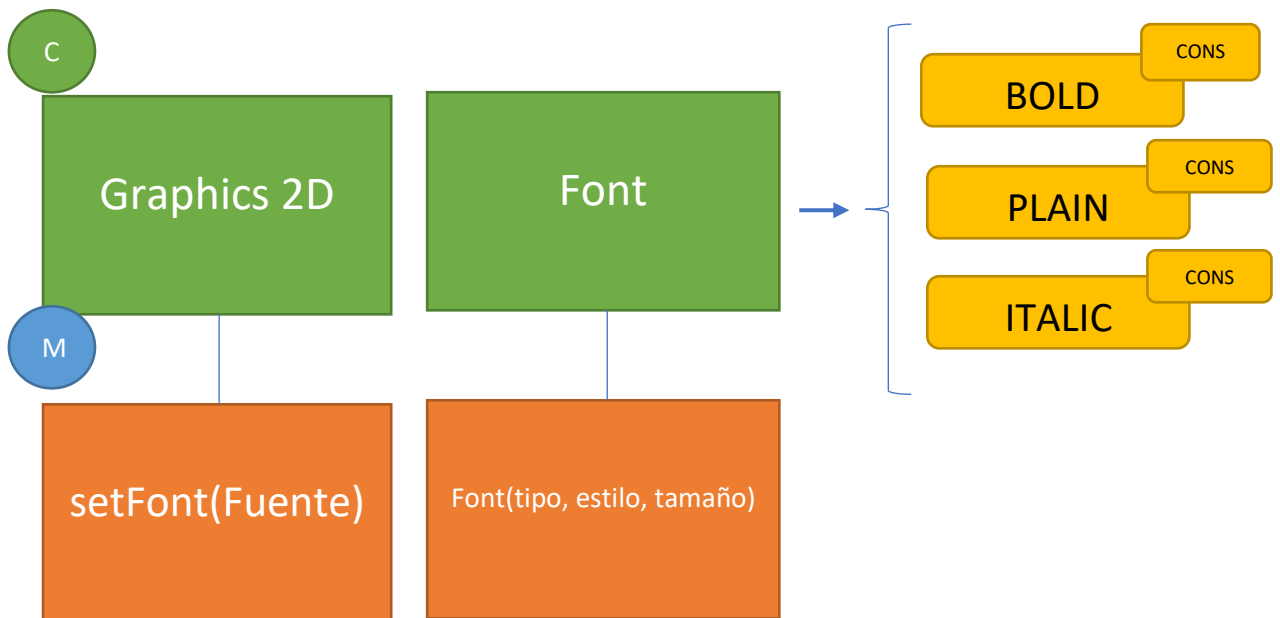 C
Graphics 2D
Font
CONS
BOLD
CONS
PLAIN
CONS
ITALIC
M
setFont(Fuente)
Font(tipo, estilo, tamaño)